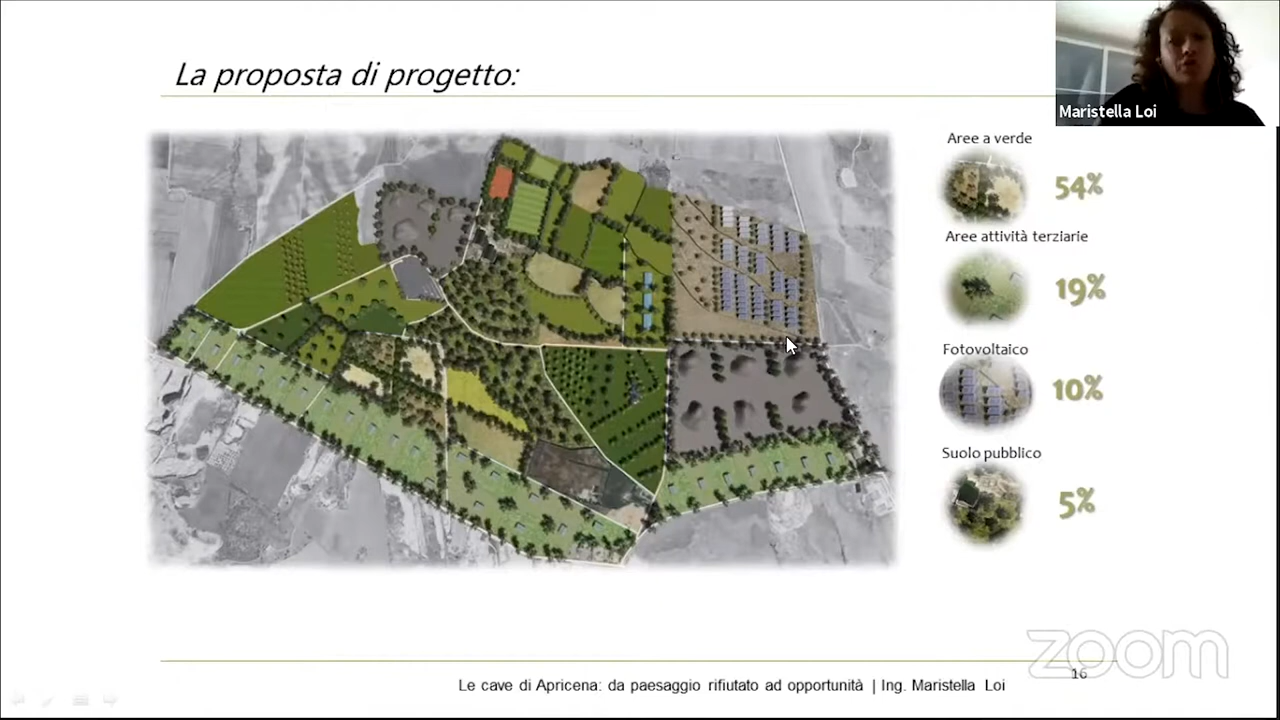 La proposta di progetto:
Maristella Loi
Aree a verde
54%
Aree attività terziarie
19%
Fotovoltaico
10%
Suolo pubblico
5%
zoom
16
Le cave di Apricena: da paesaggio rifiutato ad opportunità | Ing. Maristella Loi